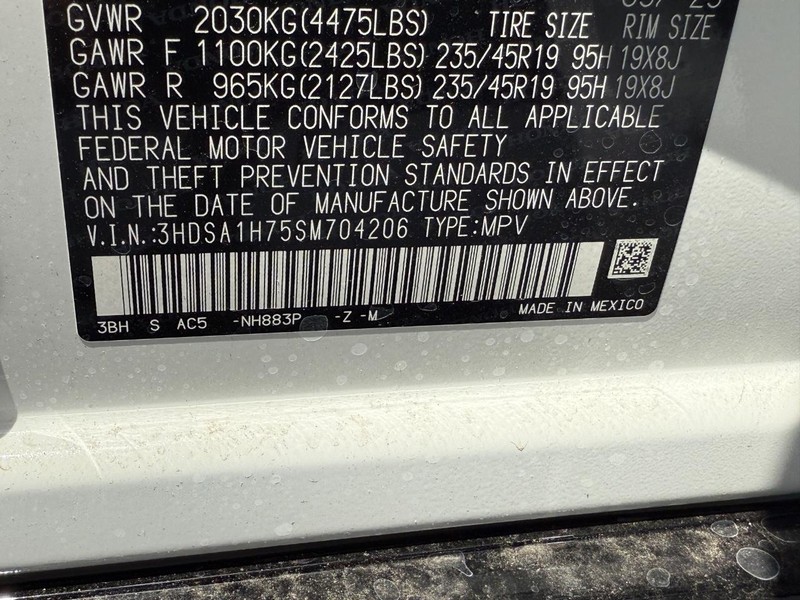 GVWR 2030KG(4475LBS) TIRE SIZE RIM SIZE
GAWR F 1100KG(2425LBS) 235/45R19 95H 19X8J
GAWR R 965KG(2127LBS) 235/45R19 95H 19X8J
THIS VEHICLE CONFORMS TO ALL APPLICABLE
FEDERAL MOTOR VEHICLE SAFETY
AND THEFT PREVENTION STANDARDS IN EFFECT
ON THE DATE OF MANUFACTURE SHOWN ABOVE.
V.I.N.:3HDSA1H75SM704206 TYPE:MPV
3BH S AC5 -NH883P -Z -M MADE IN MEXICO